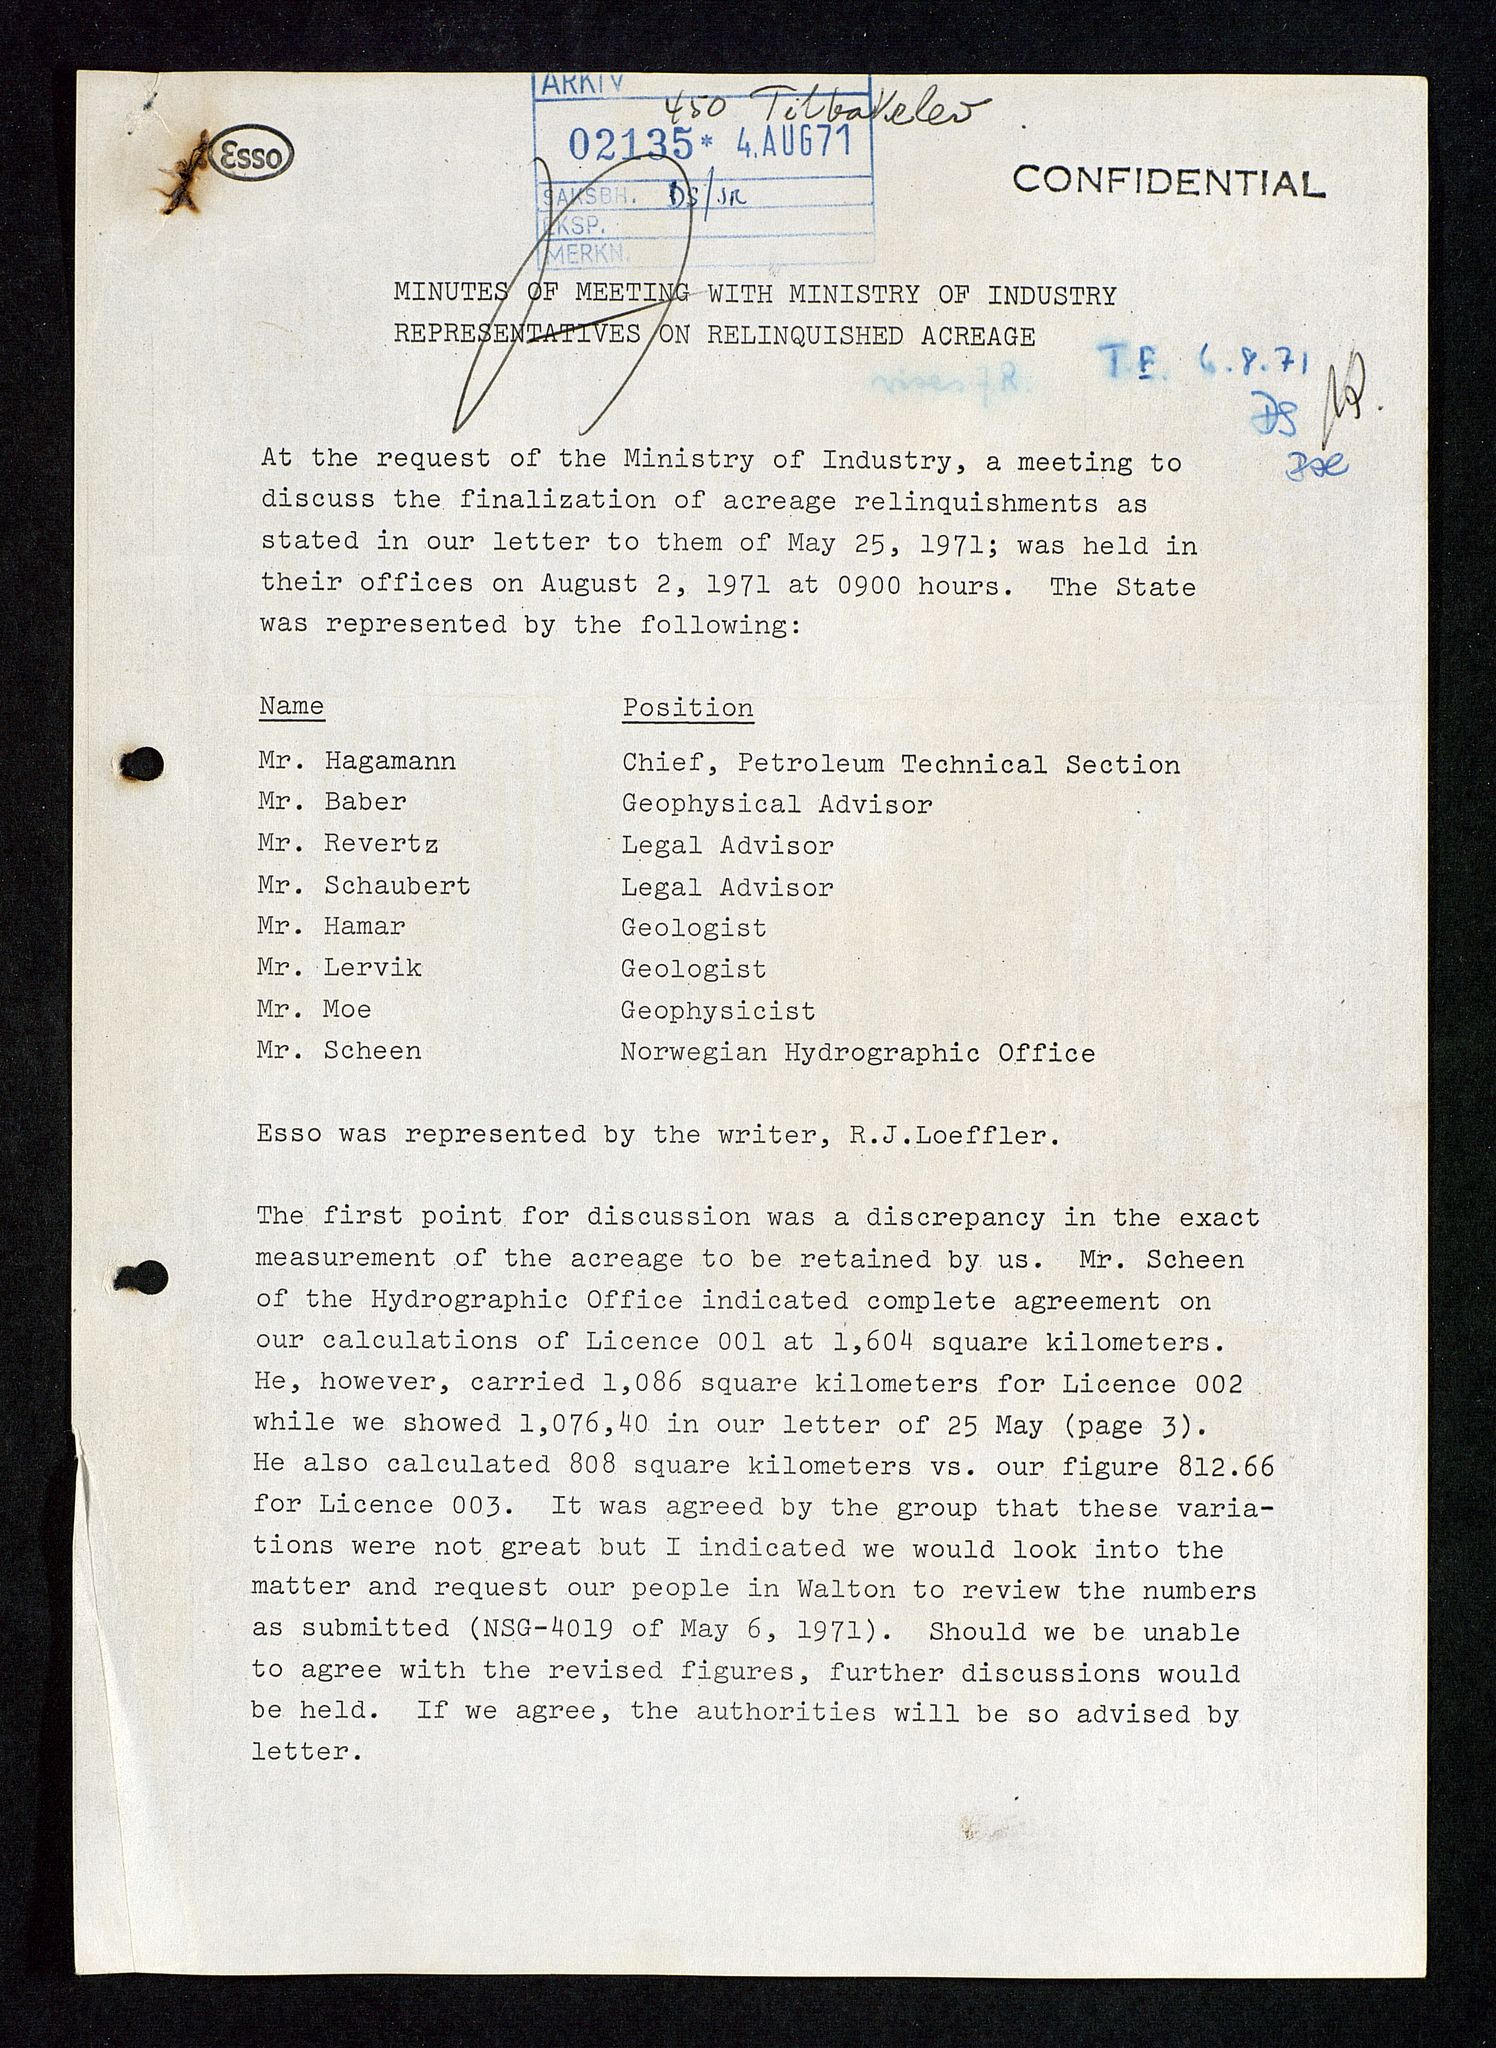 ARKIV
450
02135* 4.AUG71
Esso
CONFIDENTIAL
SAKSBH. DS/JR
EKSP.
MERKN.
MINUTES OF MEETING WITH MINISTRY OF INDUSTRY
REPRESENTATIVES ON RELINQUISHED ACREAGE
T.E. 6.8.71
DS
At the request of the Ministry of Industry, a meeting to
discuss the finalization of acreage relinquishments as
stated in our letter to them of May 25, 1971; was held in
their offices on August 2, 1971 at 0900 hours. The State
was represented by the following:
Name Position
Mr. Hagamann Chief, Petroleum Technical Section
Mr. Baber Geophysical Advisor
Mr. Revertz Legal Advisor
Mr. Schaubert Legal Advisor
Mr. Hamar Geologist
Mr. Lervik Geologist
Mr. Moe Geophysicist
Mr. Scheen Norwegian Hydrographic Office
Esso was represented by the writer, R.J.Loeffler.
The first point for discussion was a discrepancy in the exact
measurement of the acreage to be retained by us. Mr. Scheen
of the Hydrographic Office indicated complete agreement on
our calculations of Licence 001 at 1,604 square kilometers.
He, however, carried 1,086 square kilometers for Licence 002
while we showed 1,076,40 in our letter of 25 May (page 3).
He also calculated 808 square kilometers vs. our figure 812.66
for Licence 003. It was agreed by the group that these varia-
tions were not great but I indicated we would look into the
matter and request our people in Walton to review the numbers
as submitted (NSG-4019 of May 6, 1971). Should we be unable
to agree with the revised figures, further discussions would
be held. If we agree, the authorities will be so advised by
letter.